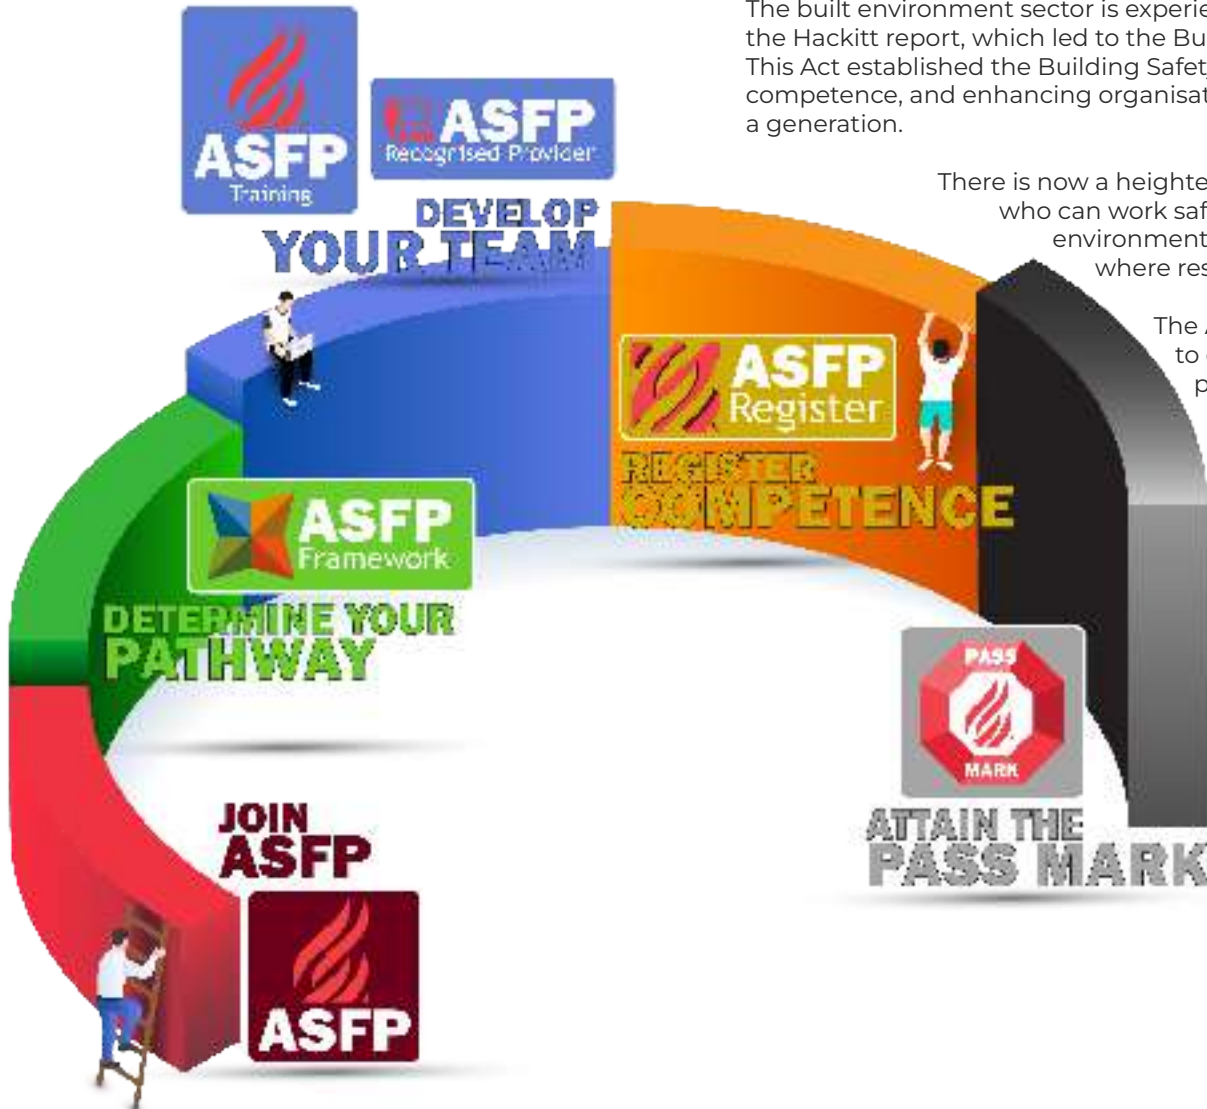 The built environment sector is experie
the Hackitt report, which led to the Bu
This Act established the Building Safet
competence, and enhancing organisat
a generation.
There is now a heighte
who can work saf
environment
where res
The A
to
p
ASFP
Training
ASFP
Recognised Provider
DEVELOP
YOUR TEAM
ASFP
Register
REGISTER
COMPETENCE
ASFP
Framework
DETERMINE YOUR
PATHWAY
PASS
MARK
ATTAIN THE
PASS MARK
JOIN
ASFP
ASFP